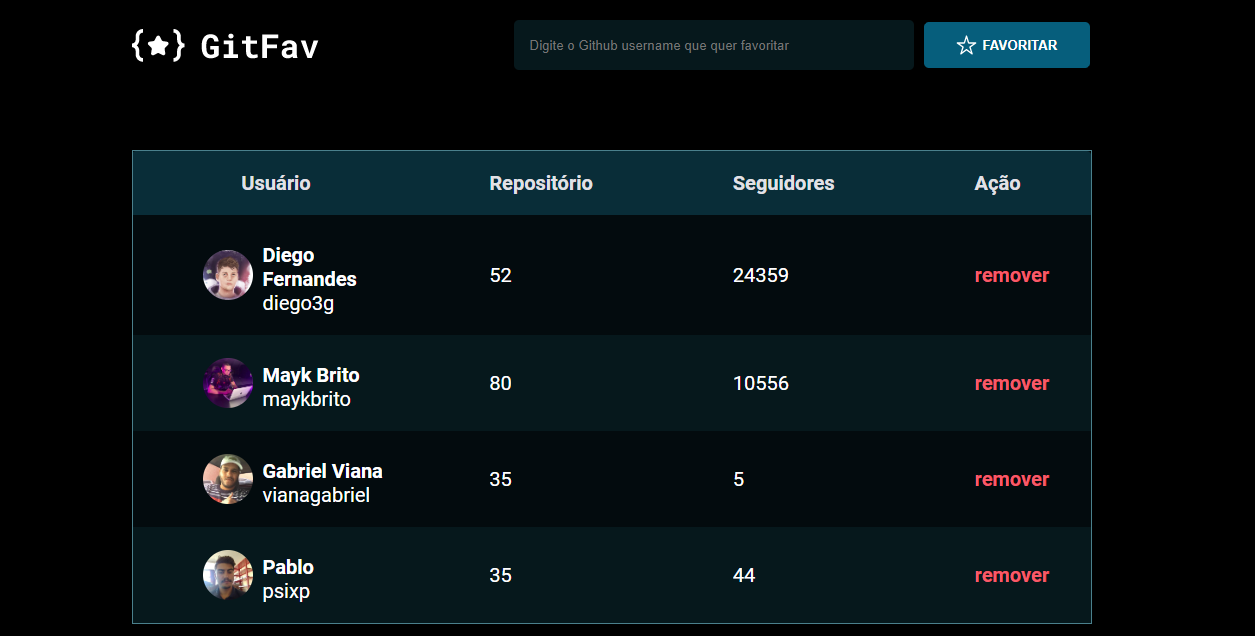 {★} GitFav
Digite o Github username que quer favoritar
FAVORITAR
Usuário Repositório Seguidores Ação
Diego
Fernandes
diego3g
52 24359 remover
Mayk Brito
maykbrito
80 10556 remover
Gabriel Viana
vianagabriel
35 5 remover
Pablo
psixp
35 44 remover